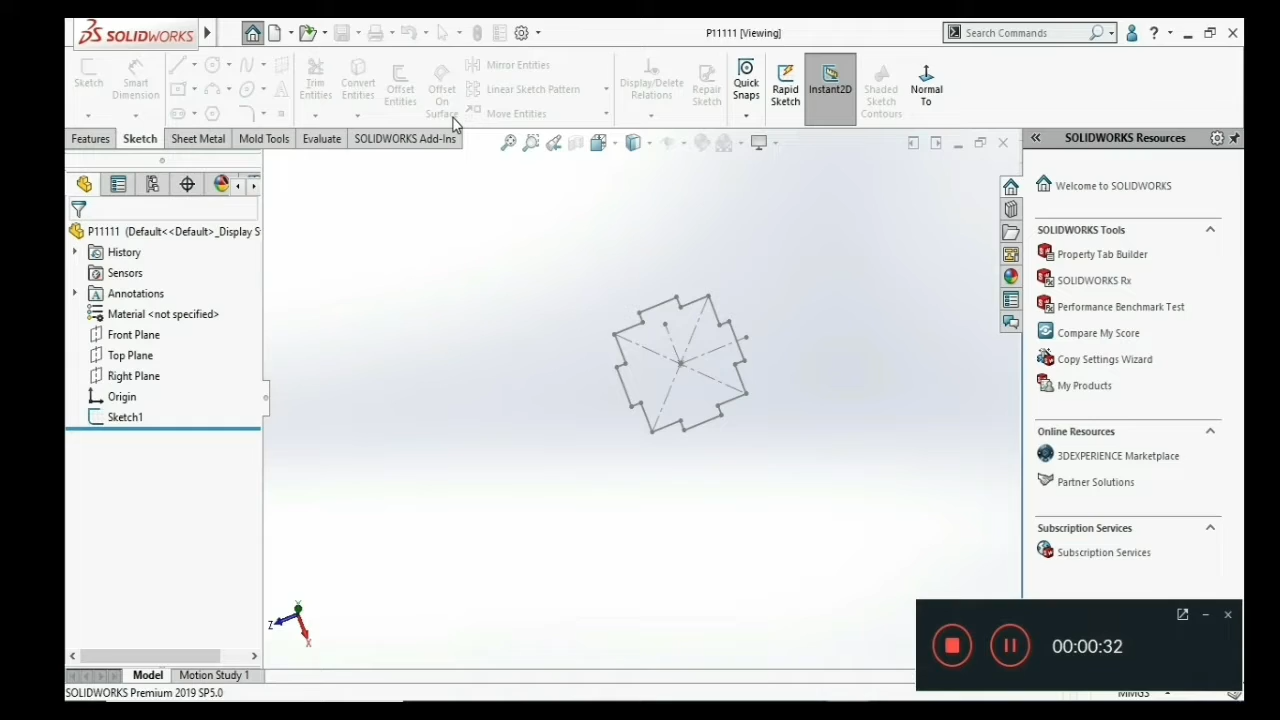 SOLIDWORKS
P11111 [Viewing]
Search Commands
?
Sketch
Smart Dimension
Trim Entities
Convert Entities
Offset Entities
Offset On Surface
Mirror Entities
Linear Sketch Pattern
Move Entities
Display/Delete Relations
Repair Sketch
Quick Snaps
Rapid Sketch
Instant2D
Shaded Sketch Contours
Normal To
Features
Sketch
Sheet Metal
Mold Tools
Evaluate
SOLIDWORKS Add-Ins
P11111 (Default<<Default>_Display S
History
Sensors
Annotations
Material <not specified>
Front Plane
Top Plane
Right Plane
Origin
Sketch1
Z
X
SOLIDWORKS Resources
Welcome to SOLIDWORKS
SOLIDWORKS Tools
Property Tab Builder
SOLIDWORKS Rx
Performance Benchmark Test
Compare My Score
Copy Settings Wizard
My Products
Online Resources
3DEXPERIENCE Marketplace
Partner Solutions
Subscription Services
Subscription Services
00:00:32
Model
Motion Study 1
SOLIDWORKS Premium 2019 SP5.0
MMGS